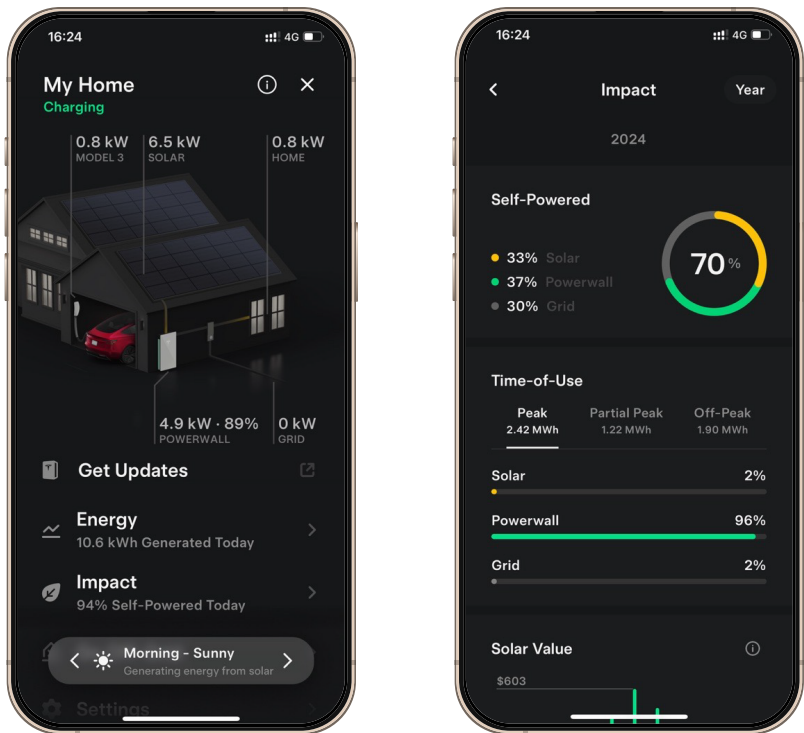 16:24
4G
My Home
Charging
0.8 kW
MODEL 3
6.5 kW
SOLAR
0.8 kW
HOME
4.9 kW · 89%
POWERWALL
0 kW
GRID
Get Updates
Energy
10.6 kWh Generated Today
Impact
94% Self-Powered Today
Morning - Sunny
Generating energy from solar
Settings
16:24
4G
Impact
Year
2024
Self-Powered
33% Solar
37% Powerwall
30% Grid
70%
Time-of-Use
Peak
2.42 MWh
Partial Peak
1.22 MWh
Off-Peak
1.90 MWh
Solar 2%
Powerwall 96%
Grid 2%
Solar Value
$603